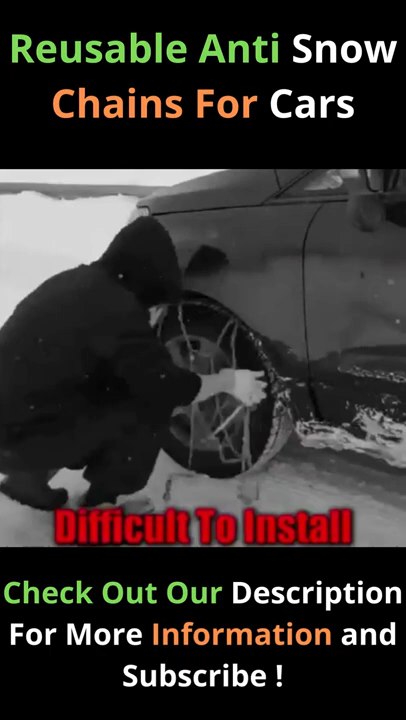 Reusable Anti Snow
Chains For Cars
Difficult To Install
Check Out Our Description
For More Information and
Subscribe !